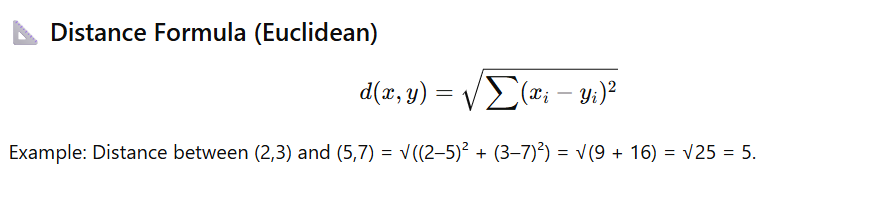 📐 Distance Formula (Euclidean)
d(x, y) = √∑(xᵢ − yᵢ)²
Example: Distance between (2,3) and (5,7) = √((2–5)² + (3–7)²) = √(9 + 16) = √25 = 5.